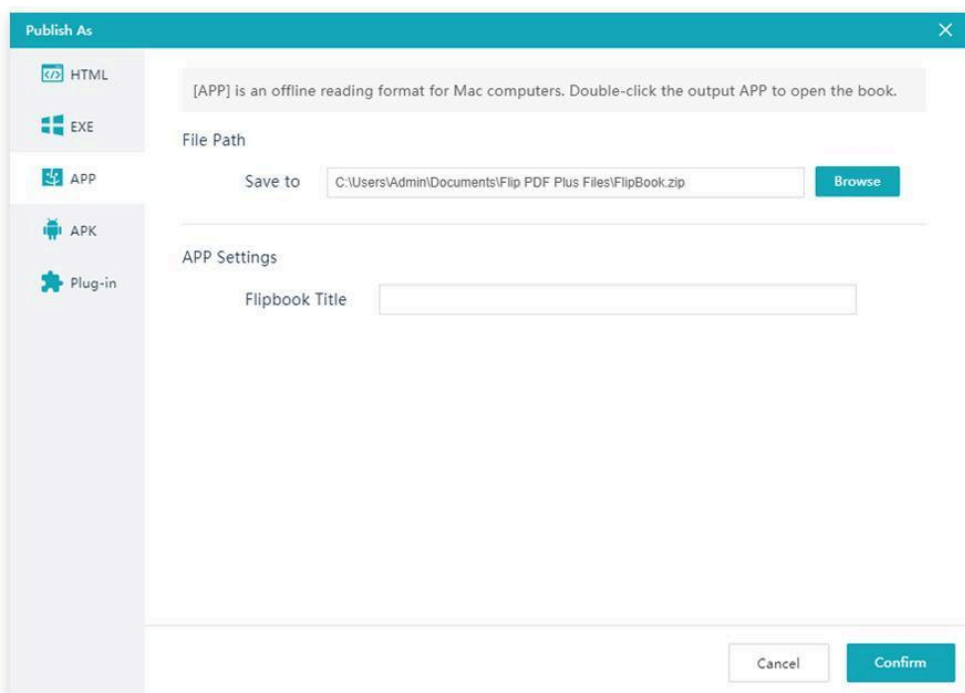 Publish As
HTML
EXE
APP
APK
Plug-in
[APP] is an offline reading format for Mac computers. Double-click the output APP to open the book.
File Path
Save to C:\Users\Admin\Documents\Flip PDF Plus Files\FlipBook.zip Browse
APP Settings
Flipbook Title
Cancel Confirm